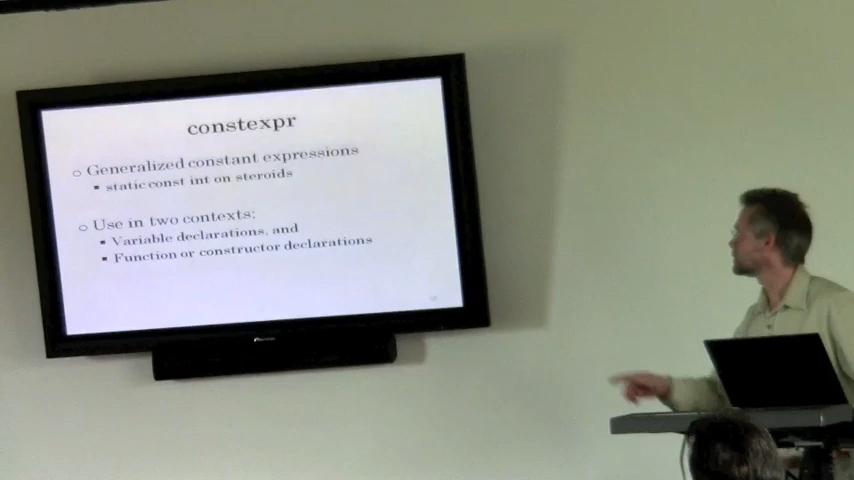 constexpr
Generalized constant expressions
static const int on steroids
Use in two contexts:
Variable declarations, and
Function or constructor declarations